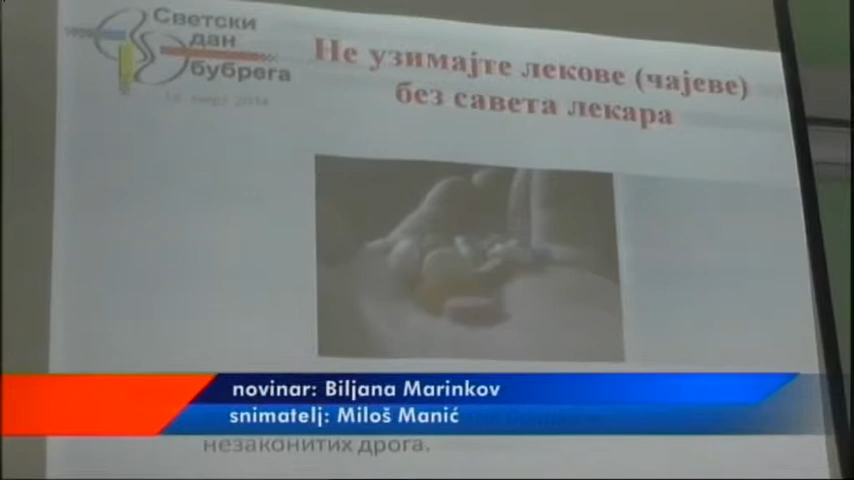 Светски
дан
бубрега
Не узимајте лекове (чајеве)
без савета лекара
novinar: Biljana Marinkov
snimatelj: Miloš Manić
незаконитих дрога.